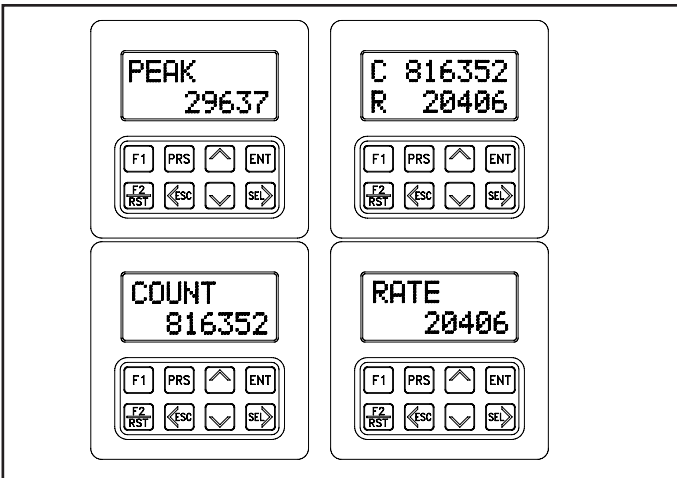 PEAK
29637
F1 PRS ENT
F2 RST ESC SEL
C 816352
R 20406
F1 PRS ENT
F2 RST ESC SEL
COUNT
816352
F1 PRS ENT
F2 RST ESC SEL
RATE
20406
F1 PRS ENT
F2 RST ESC SEL